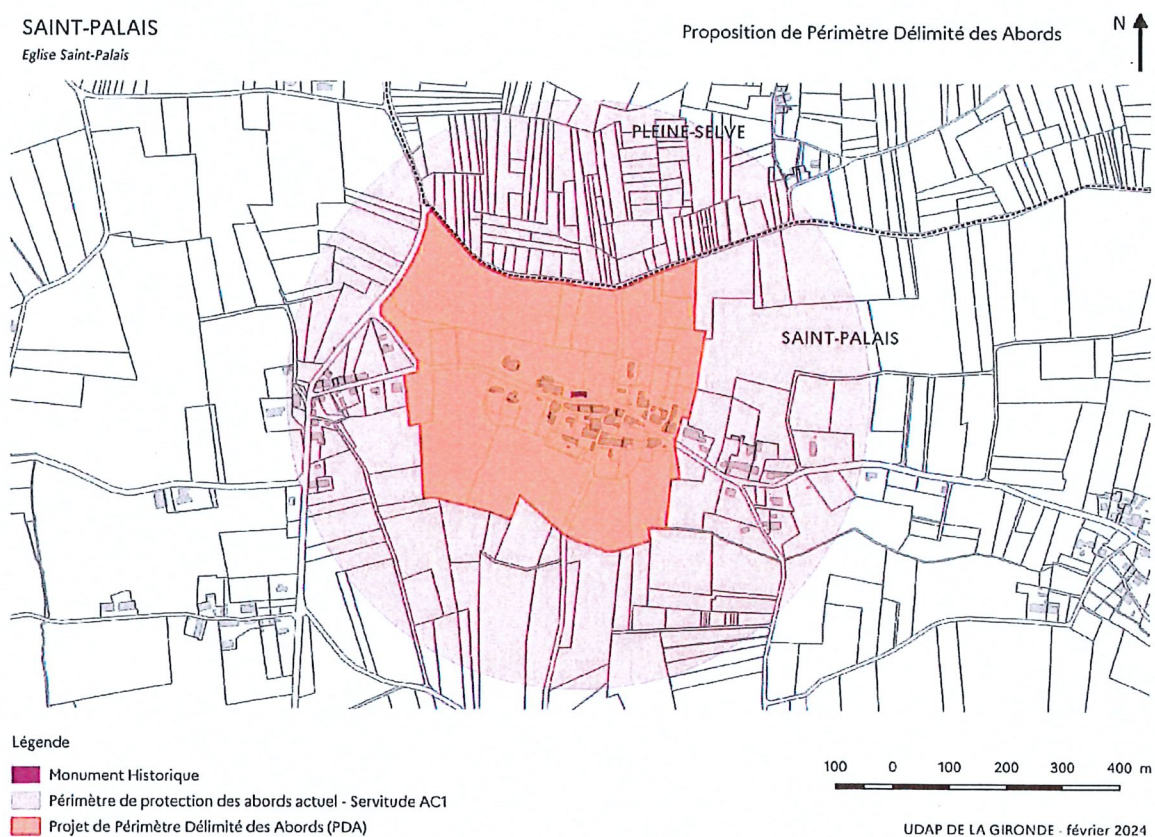 SAINT-PALAIS
Eglise Saint-Palais
Proposition de Périmètre Délimité des Abords
N
PLEINE-SELVE
SAINT-PALAIS
Légende
Monument Historique
Périmètre de protection des abords actuel - Servitude AC1
Projet de Périmètre Délimité des Abords (PDA)
100 0 100 200 300 400 m
UDAP DE LA GIRONDE - février 2024